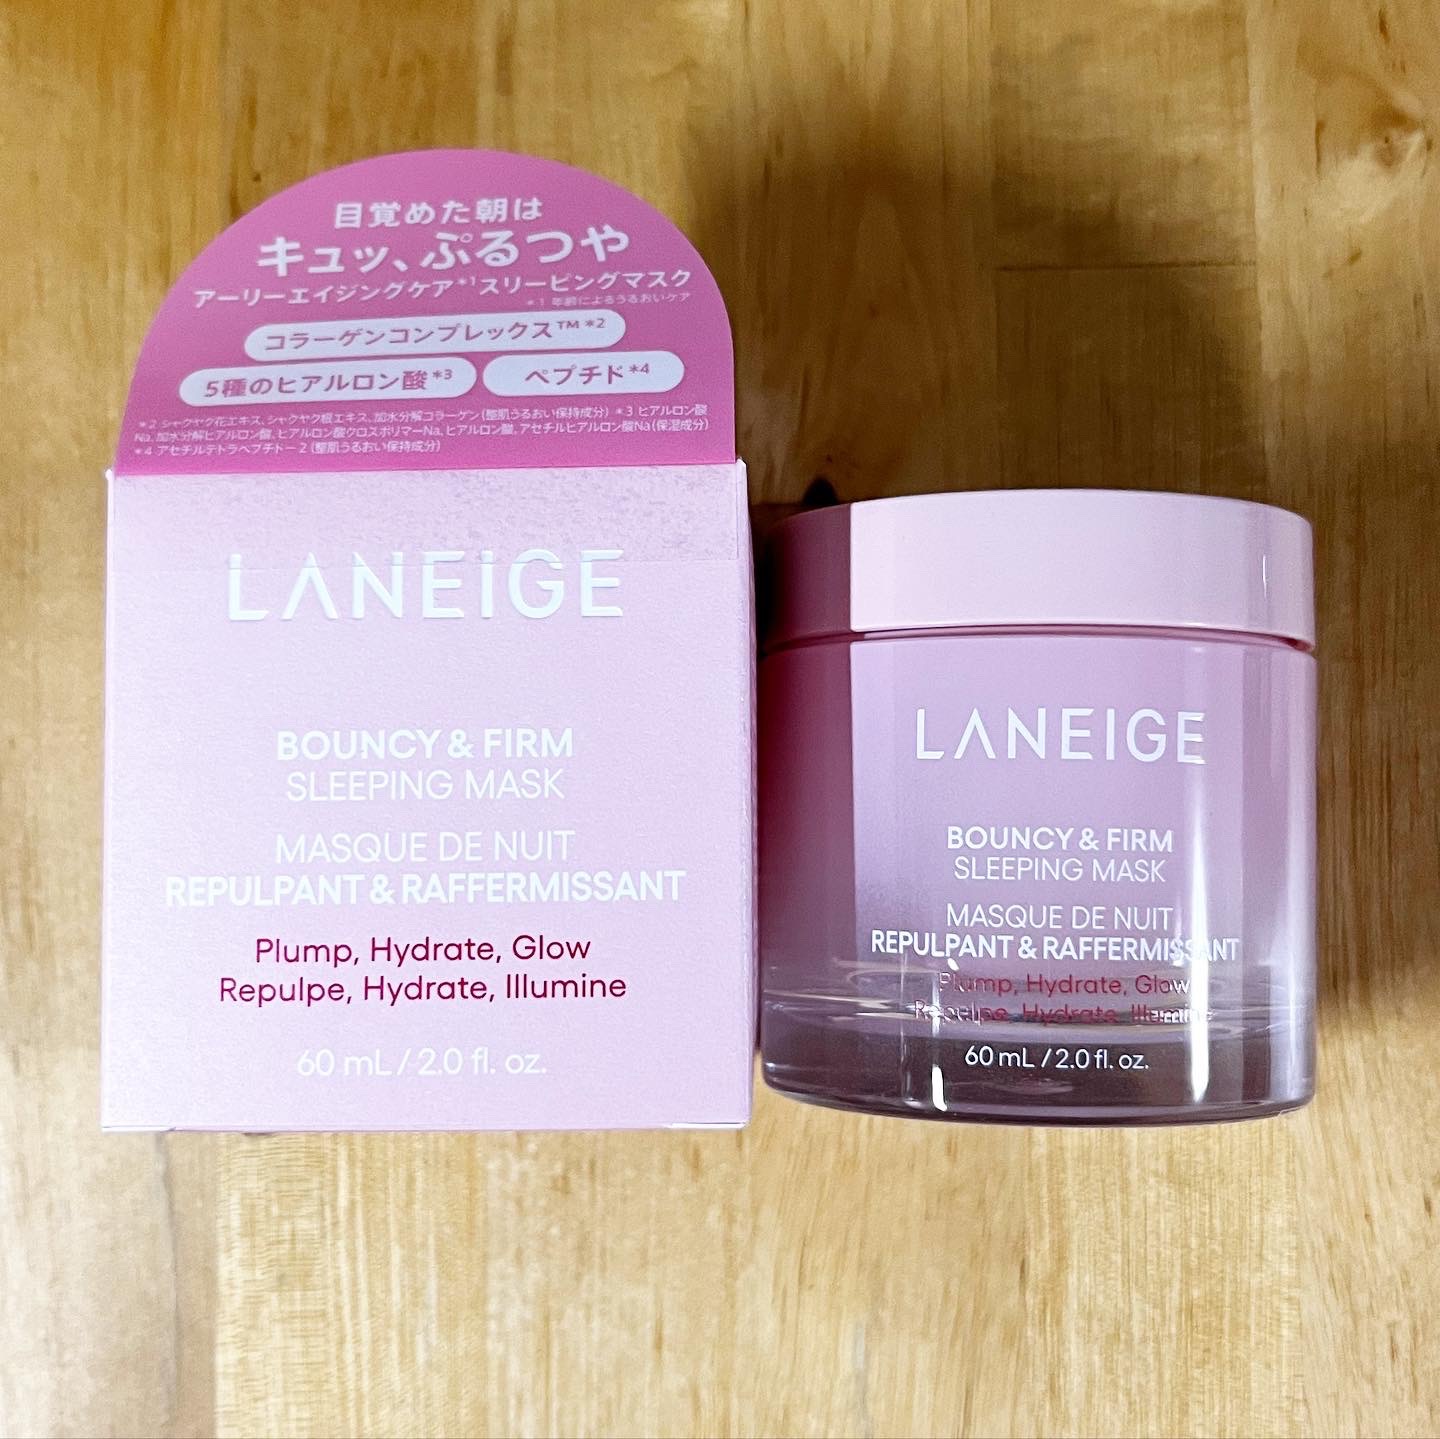 目覚めた朝は
キュッ、ぷるつや
アーリーエイジングケア*1スリーピングマスク
*1 年齢によるうるおいケア
コラーゲンコンプレックス™*2
5種のヒアルロン酸*3 ペプチド*4
*2 シャクヤク花エキス、シャクヤク根エキス、加水分解コラーゲン(整肌うるおい保持成分) *3 ヒアルロン酸
Na、加水分解ヒアルロン酸、ヒアルロン酸クロスポリマーNa、ヒアルロン酸、アセチルヒアルロン酸Na(保湿成分)
*4 アセチルテトラペプチド-2(整肌うるおい保持成分)
LANEIGE
BOUNCY & FIRM
SLEEPING MASK
MASQUE DE NUIT
REPULPANT & RAFFERMISSANT
Plump, Hydrate, Glow
Repulpe, Hydrate, Illumine
60 mL / 2.0 fl. oz.
LANEIGE
BOUNCY & FIRM
SLEEPING MASK
MASQUE DE NUIT
REPULPANT & RAFFERMISSANT
Plump, Hydrate, Glow
Repulpe, Hydrate, Illumine
60 mL / 2.0 fl. oz.